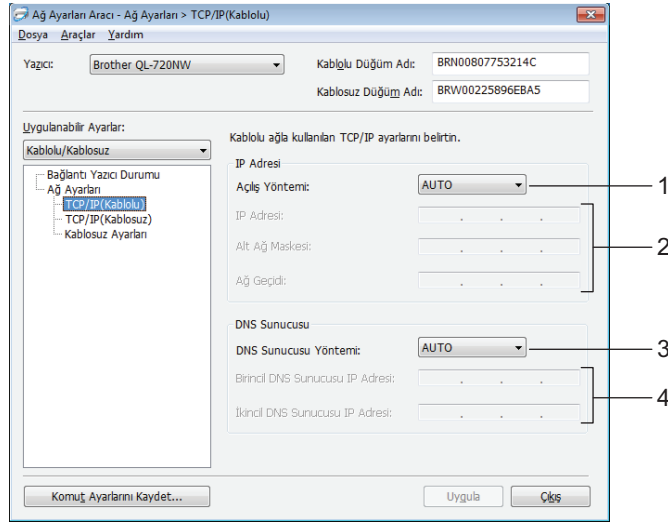 Ağ Ayarları Aracı - Ağ Ayarları > TCP/IP(Kablolu)
Dosya Araçlar Yardım
Yazıcı: Brother QL-720NW
Kablolu Düğüm Adı: BRN00807753214C
Kablosuz Düğüm Adı: BRW00225896EBA5
Uygulanabilir Ayarlar:
Kablolu/Kablosuz
Bağlantı Yazıcı Durumu
Ağ Ayarları
TCP/IP(Kablolu)
TCP/IP(Kablosuz)
Kablosuz Ayarları
Kablolu ağla kullanılan TCP/IP ayarlarını belirtin.
IP Adresi
Açılış Yöntemi: AUTO 1
IP Adresi: . . .
Alt Ağ Maskesi: . . . 2
Ağ Geçidi: . . .
DNS Sunucusu
DNS Sunucusu Yöntemi: AUTO 3
Birincil DNS Sunucusu IP Adresi: . . .
4
İkincil DNS Sunucusu IP Adresi: . . .
Komut Ayarlarını Kaydet... Uygula Çıkış